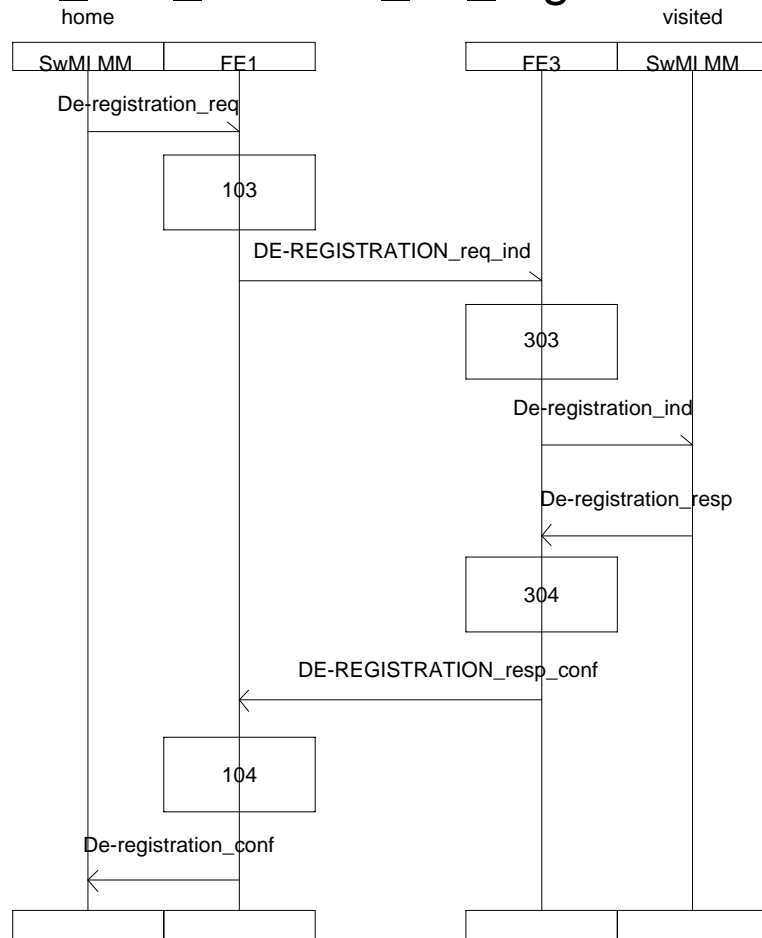 home visited
SwMI MM FE1 FE3 SwMI MM
De-registration_req
103
DE-REGISTRATION_req_ind
303
De-registration_ind
De-registration_resp
304
DE-REGISTRATION_resp_conf
104
De-registration_conf